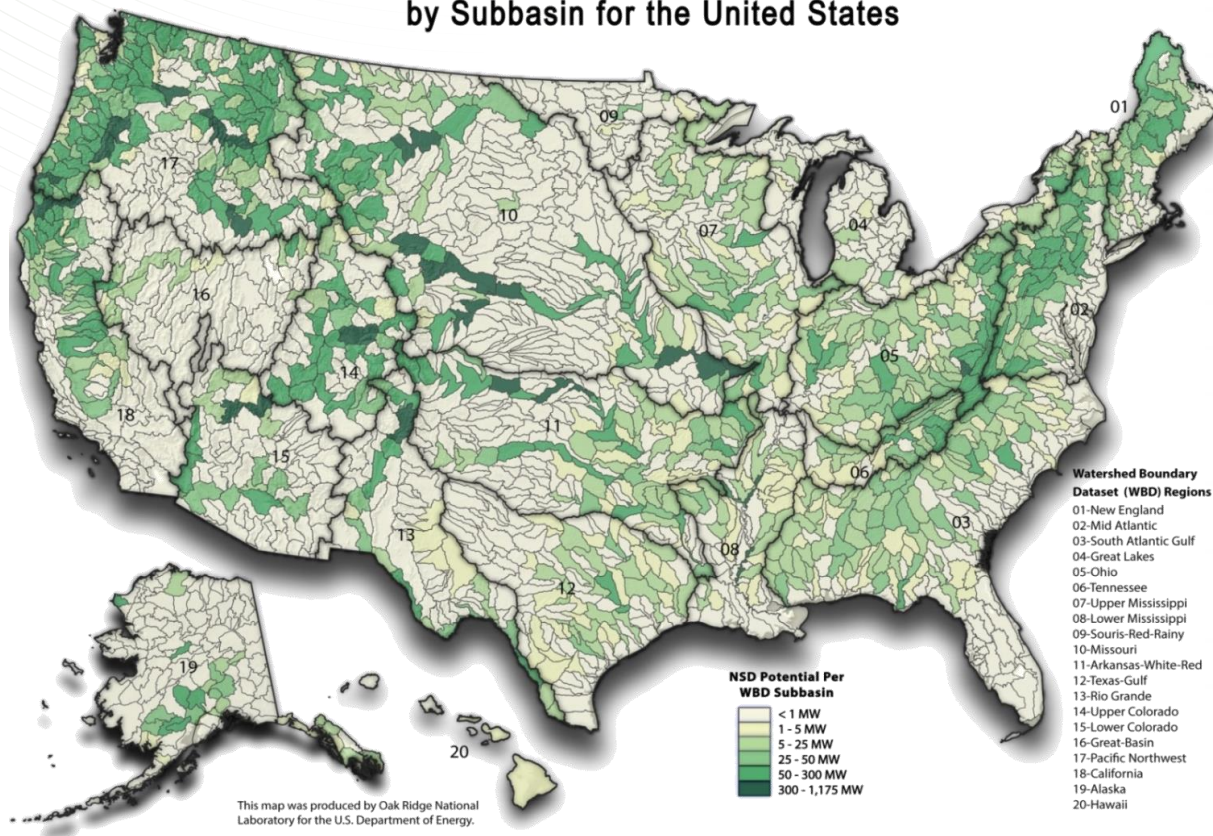 by Subbasin for the United States
01
09
17
10
07
04
16
02
05
14
18
11
15
06
03
13
08
12
19
20
Watershed Boundary
Dataset (WBD) Regions
01-New England
02-Mid Atlantic
03-South Atlantic Gulf
04-Great Lakes
05-Ohio
06-Tennessee
07-Upper Mississippi
08-Lower Mississippi
09-Souris-Red-Rainy
10-Missouri
11-Arkansas-White-Red
12-Texas-Gulf
13-Rio Grande
14-Upper Colorado
15-Lower Colorado
16-Great-Basin
17-Pacific Northwest
18-California
19-Alaska
20-Hawaii
NSD Potential Per
WBD Subbasin
< 1 MW
1 - 5 MW
5 - 25 MW
25 - 50 MW
50 - 300 MW
300 - 1,175 MW
This map was produced by Oak Ridge National
Laboratory for the U.S. Department of Energy.